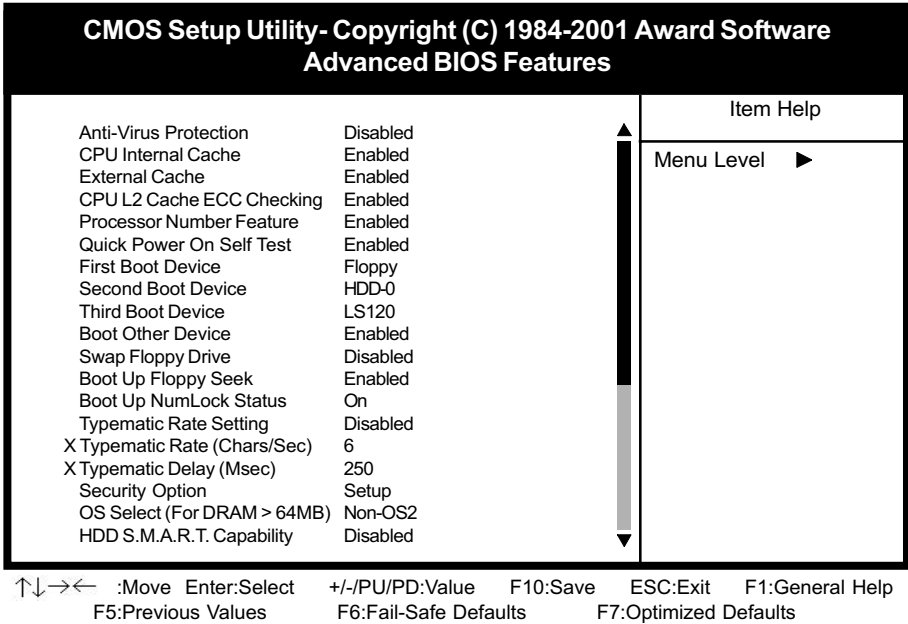 CMOS Setup Utility- Copyright (C) 1984-2001 Award Software
Advanced BIOS Features
Item Help
Menu Level ►
Anti-Virus Protection Disabled
CPU Internal Cache Enabled
External Cache Enabled
CPU L2 Cache ECC Checking Enabled
Processor Number Feature Enabled
Quick Power On Self Test Enabled
First Boot Device Floppy
Second Boot Device HDD-0
Third Boot Device LS120
Boot Other Device Enabled
Swap Floppy Drive Disabled
Boot Up Floppy Seek Enabled
Boot Up NumLock Status On
Typematic Rate Setting Disabled
X Typematic Rate (Chars/Sec) 6
X Typematic Delay (Msec) 250
Security Option Setup
OS Select (For DRAM > 64MB) Non-OS2
HDD S.M.A.R.T. Capability Disabled
↑↓→← :Move Enter:Select +/-/PU/PD:Value F10:Save ESC:Exit F1:General Help
F5:Previous Values F6:Fail-Safe Defaults F7:Optimized Defaults